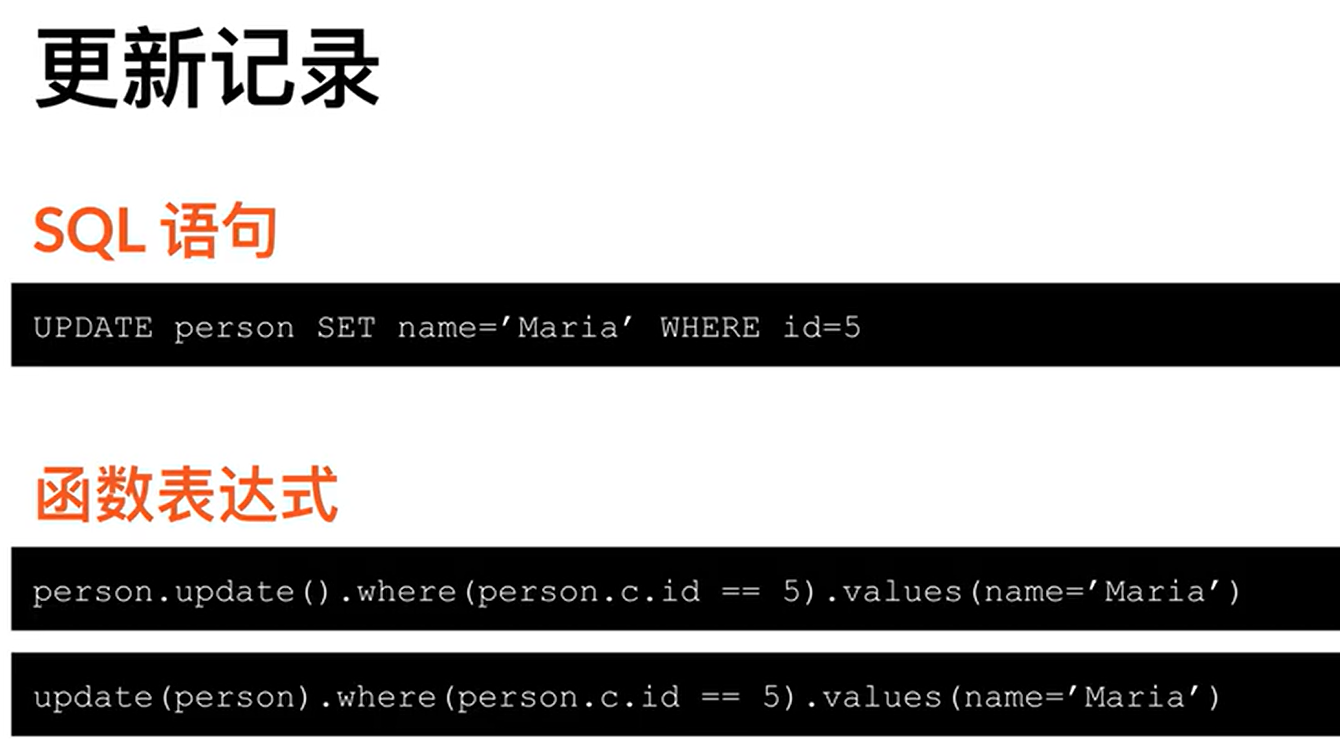 更新记录
SQL 语句
UPDATE person SET name=’Maria’ WHERE id=5
函数表达式
person.update().where(person.c.id == 5).values(name=’Maria’)
update(person).where(person.c.id == 5).values(name=’Maria’)